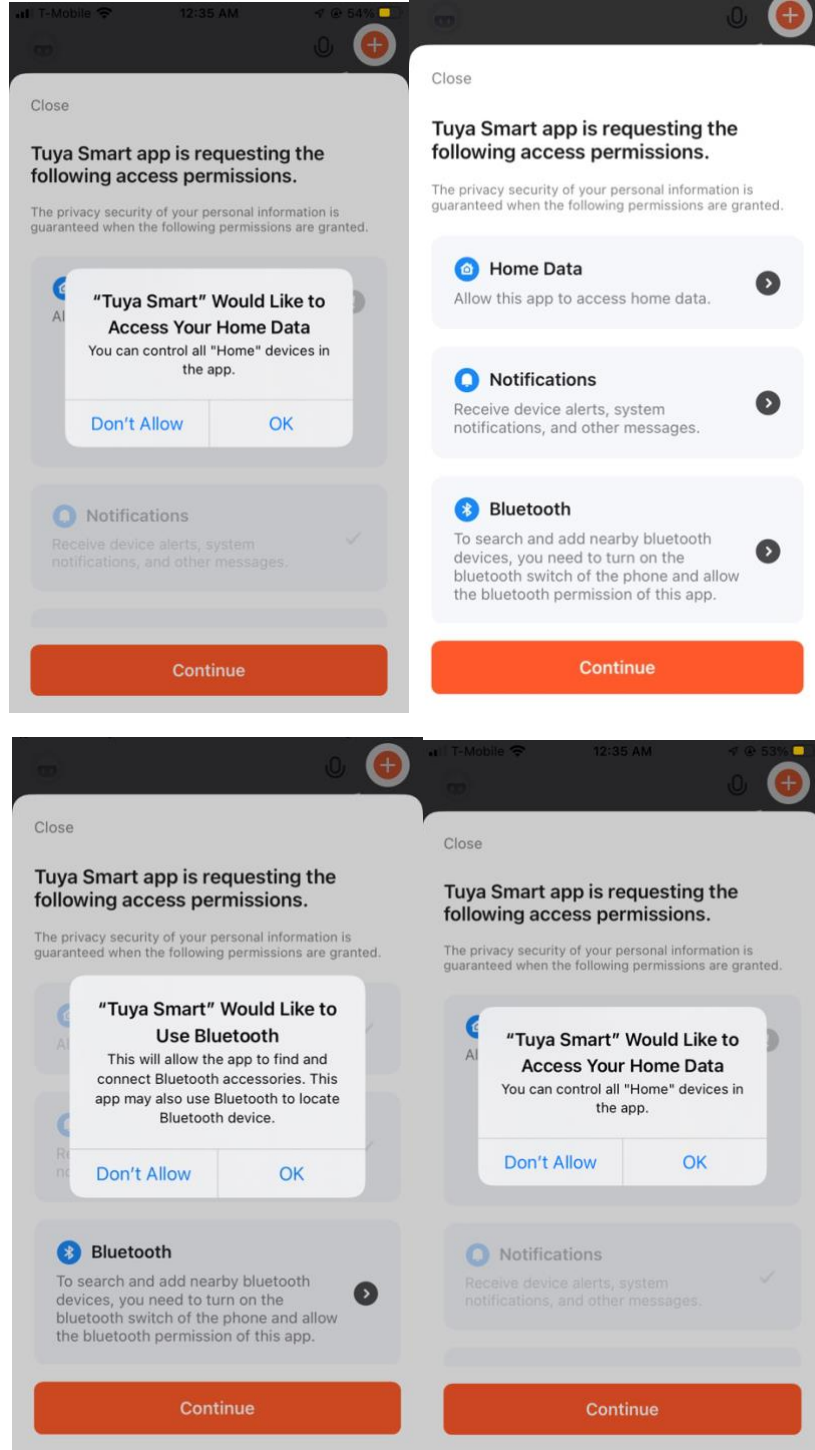 T-Mobile 12:35 AM 54%
Close
Tuya Smart app is requesting the
following access permissions.
The privacy security of your personal information is
guaranteed when the following permissions are granted.
Al
“Tuya Smart” Would Like to
Access Your Home Data
You can control all "Home" devices in
the app.
Don’t Allow OK
Notifications
Receive device alerts, system
notifications, and other messages.
Continue
Close
Tuya Smart app is requesting the
following access permissions.
The privacy security of your personal information is
guaranteed when the following permissions are granted.
Home Data
Allow this app to access home data.
Notifications
Receive device alerts, system
notifications, and other messages.
Bluetooth
To search and add nearby bluetooth
devices, you need to turn on the
bluetooth switch of the phone and allow
the bluetooth permission of this app.
Continue
Close
Tuya Smart app is requesting the
following access permissions.
The privacy security of your personal information is
guaranteed when the following permissions are granted.
Al
“Tuya Smart” Would Like to
Use Bluetooth
This will allow the app to find and
connect Bluetooth accessories. This
app may also use Bluetooth to locate
Bluetooth device.
Re
no
Don’t Allow OK
Bluetooth
To search and add nearby bluetooth
devices, you need to turn on the
bluetooth switch of the phone and allow
the bluetooth permission of this app.
Continue
T-Mobile 12:35 AM 53%
Close
Tuya Smart app is requesting the
following access permissions.
The privacy security of your personal information is
guaranteed when the following permissions are granted.
Al
“Tuya Smart” Would Like to
Access Your Home Data
You can control all "Home" devices in
the app.
Don’t Allow OK
Notifications
Receive device alerts, system
notifications, and other messages.
Continue